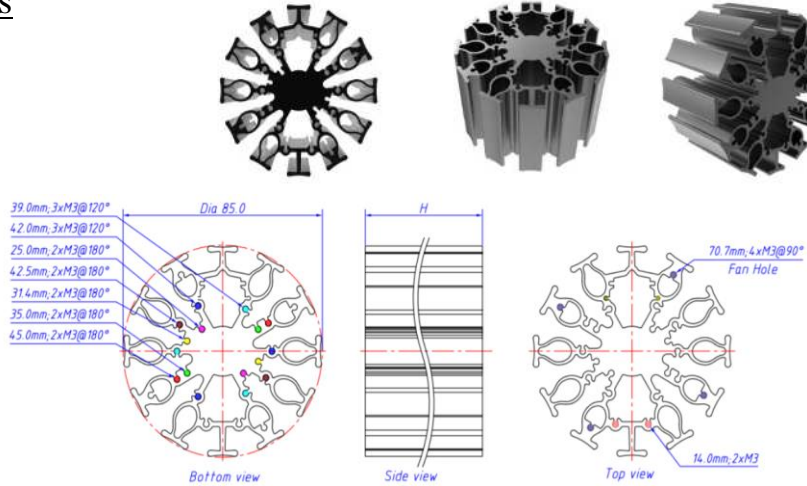 39.0mm;3xM3@120°
42.0mm;3xM3@120°
25.0mm;2xM3@180°
42.5mm;2xM3@180°
31.4mm;2xM3@180°
35.0mm;2xM3@180°
45.0mm;2xM3@180°
Dia 85.0
H
70.7mm;4xM3@90°
Fan Hole
14.0mm;2xM3
Bottom view
Side view
Top view